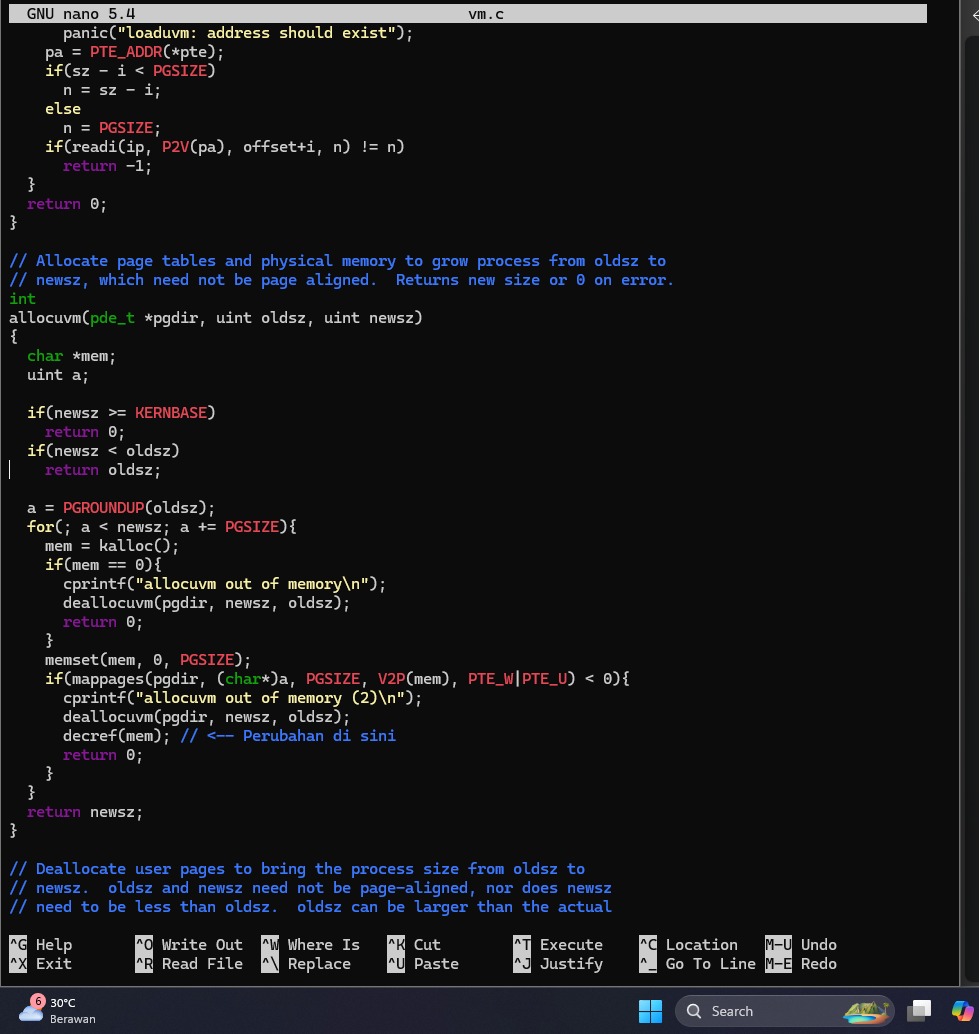 GNU nano 5.4 vm.c
      panic("loaduvm: address should exist");
    pa = PTE_ADDR(*pte);
    if(sz - i < PGSIZE)
      n = sz - i;
    else
      n = PGSIZE;
    if(readi(ip, P2V(pa), offset+i, n) != n)
      return -1;
  }
  return 0;
}

// Allocate page tables and physical memory to grow process from oldsz to
// newsz, which need not be page aligned.  Returns new size or 0 on error.
int
allocuvm(pde_t *pgdir, uint oldsz, uint newsz)
{
  char *mem;
  uint a;

  if(newsz >= KERNBASE)
    return 0;
  if(newsz < oldsz)
    return oldsz;

  a = PGROUNDUP(oldsz);
  for(; a < newsz; a += PGSIZE){
    mem = kalloc();
    if(mem == 0){
      cprintf("allocuvm out of memory\n");
      deallocuvm(pgdir, newsz, oldsz);
      return 0;
    }
    memset(mem, 0, PGSIZE);
    if(mappages(pgdir, (char*)a, PGSIZE, V2P(mem), PTE_W|PTE_U) < 0){
      cprintf("allocuvm out of memory (2)\n");
      deallocuvm(pgdir, newsz, oldsz);
      decref(mem); // <-- Perubahan di sini
      return 0;
    }
  }
  return newsz;
}

// Deallocate user pages to bring the process size from oldsz to
// newsz.  oldsz and newsz need not be page-aligned, nor does newsz
// need to be less than oldsz.  oldsz can be larger than the actual

^G Help ^O Write Out ^W Where Is ^K Cut ^T Execute ^C Location M-U Undo
^X Exit ^R Read File ^\ Replace ^U Paste ^J Justify ^_ Go To Line M-E Redo
6 30°C
Berawan
Search